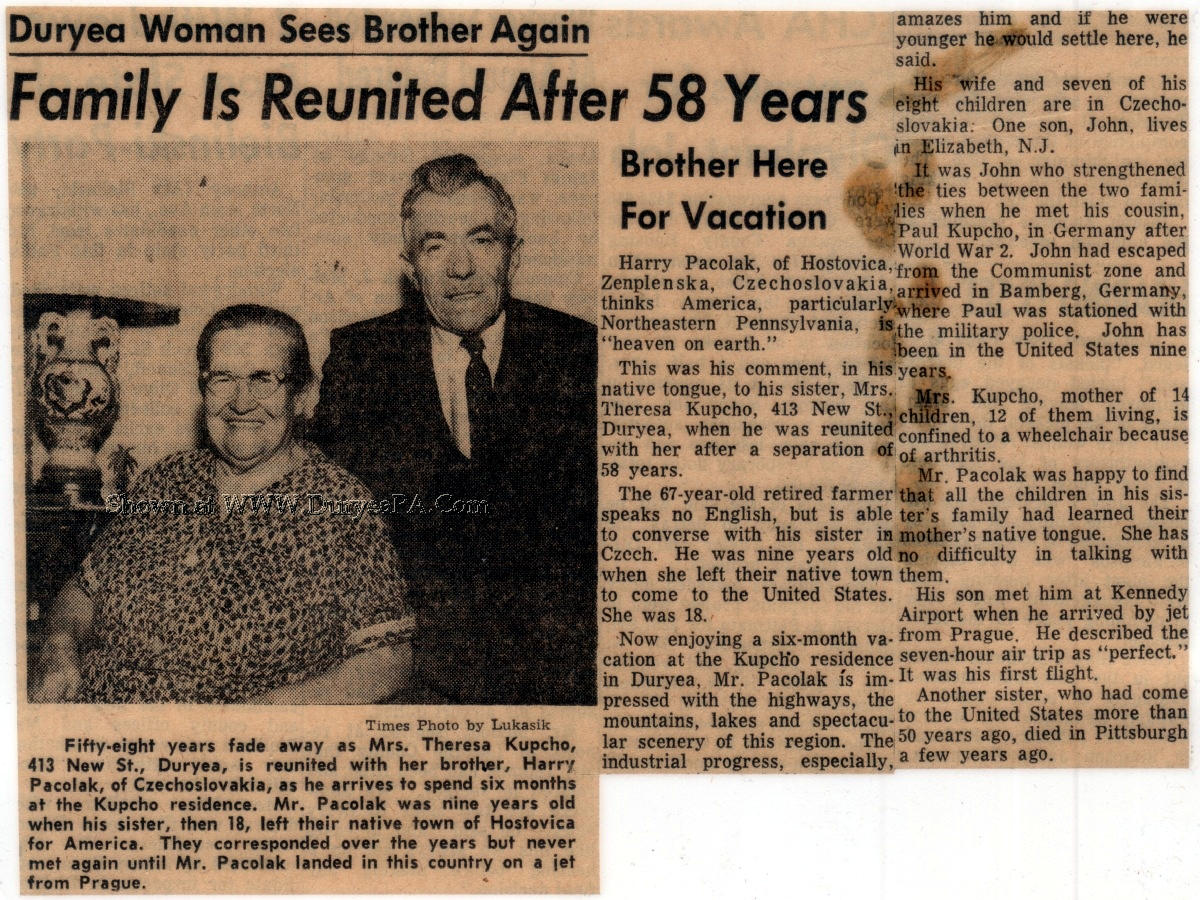 Duryea Woman Sees Brother Again
Family Is Reunited After 58 Years
Shown at WWW.DuryeaPA.Com
Times Photo by Lukasik
Fifty-eight years fade away as Mrs. Theresa Kupcho,
413 New St., Duryea, is reunited with her brother, Harry
Pacolak, of Czechoslovakia, as he arrives to spend six months
at the Kupcho residence. Mr. Pacolak was nine years old
when his sister, then 18, left their native town of Hostovica
for America. They corresponded over the years but never
met again until Mr. Pacolak landed in this country on a jet
from Prague.
Brother Here
For Vacation
Harry Pacolak, of Hostovica,
Zenplenska, Czechoslovakia,
thinks America, particularly
Northeastern Pennsylvania, is
"heaven on earth."
This was his comment, in his
native tongue, to his sister, Mrs.
Theresa Kupcho, 413 New St.,
Duryea, when he was reunited
with her after a separation of
58 years.
The 67-year-old retired farmer
speaks no English, but is able
to converse with his sister in
Czech. He was nine years old
when she left their native town
to come to the United States.
She was 18.
Now enjoying a six-month va-
cation at the Kupcho residence
in Duryea, Mr. Pacolak is im-
pressed with the highways, the
mountains, lakes and spectacu-
lar scenery of this region. The
industrial progress, especially,
amazes him and if he were
younger he would settle here, he
said.
His wife and seven of his
eight children are in Czecho-
slovakia. One son, John, lives
in Elizabeth, N.J.
It was John who strengthened
the ties between the two fami-
lies when he met his cousin,
Paul Kupcho, in Germany after
World War 2. John had escaped
from the Communist zone and
arrived in Bamberg, Germany,
where Paul was stationed with
the military police. John has
been in the United States nine
years.
Mrs. Kupcho, mother of 14
children, 12 of them living, is
confined to a wheelchair because
of arthritis.
Mr. Pacolak was happy to find
that all the children in his sis-
ter's family had learned their
mother's native tongue. She has
no difficulty in talking with
them.
His son met him at Kennedy
Airport when he arrived by jet
from Prague. He described the
seven-hour air trip as "perfect."
It was his first flight.
Another sister, who had come
to the United States more than
50 years ago, died in Pittsburgh
a few years ago.